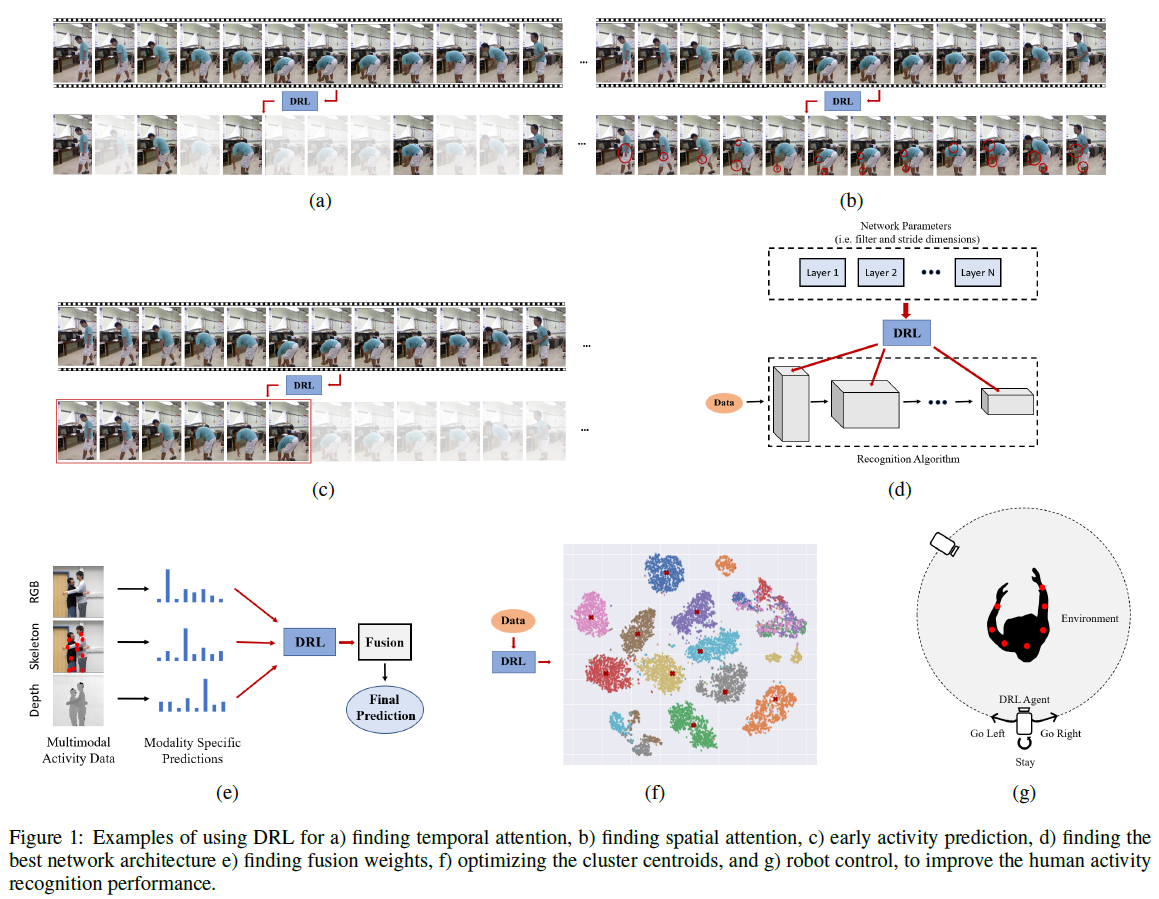 ...
...
DRL
DRL
...
...
(a)
(b)
Network Parameters
(i.e. filter and stride dimensions)
Layer 1
Layer 2
•••
Layer N
...
DRL
DRL
Data
•••
...
Recognition Algorithm
(c)
(d)
RGB
Skeleton
Depth
DRL
Fusion
Final
Prediction
Multimodal
Activity Data
Modality Specific
Predictions
(e)
Data
DRL
(f)
Environment
DRL Agent
Go Left
Go Right
Stay
(g)
Figure 1: Examples of using DRL for a) finding temporal attention, b) finding spatial attention, c) early activity prediction, d) finding the
best network architecture e) finding fusion weights, f) optimizing the cluster centroids, and g) robot control, to improve the human activity
recognition performance.